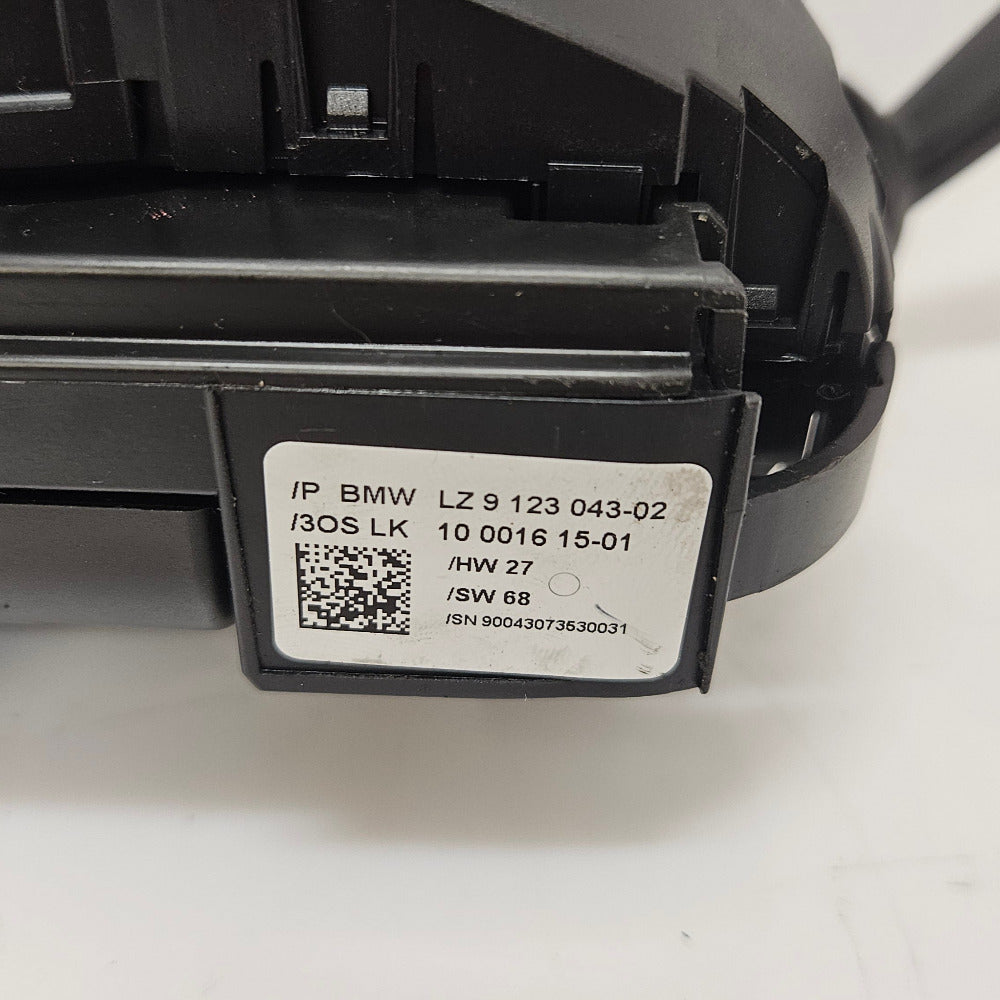 /P BMW LZ 9 123 043-02
/3OS LK 10 0016 15-01
/HW 27
/SW 68
/SN 90043073530031